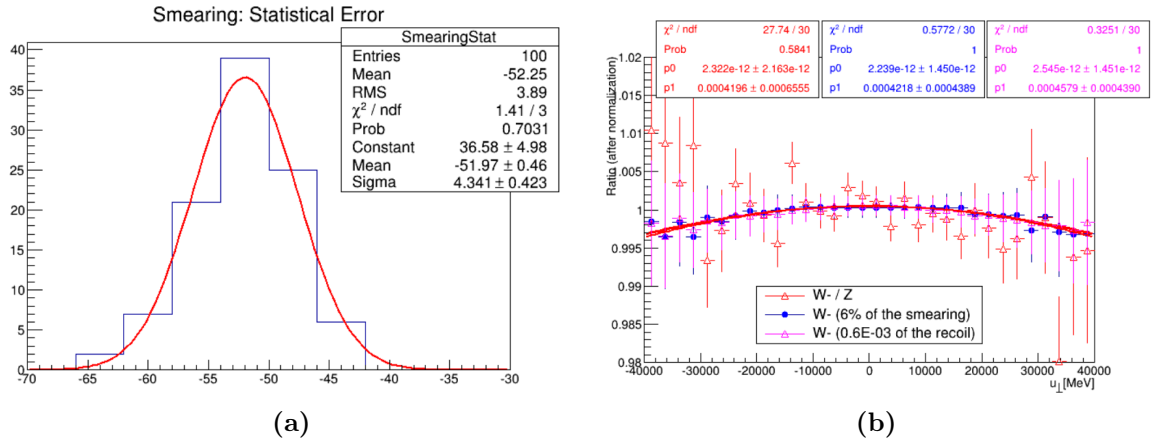 Smearing: Statistical Error
SmearingStat
Entries 100
Mean -52.25
RMS 3.89
χ² / ndf 1.41 / 3
Prob 0.7031
Constant 36.58 ± 4.98
Mean -51.97 ± 0.46
Sigma 4.341 ± 0.423
40
35
30
25
20
15
10
5
0
-70 -65 -60 -55 -50 -45 -40 -35 -30
(a)
χ² / ndf 27.74 / 30
Prob 0.5841
p0 2.322e-12 ± 2.163e-12
p1 0.0004196 ± 0.0006555
χ² / ndf 0.5772 / 30
Prob 1
p0 2.239e-12 ± 1.450e-12
p1 0.0004218 ± 0.0004389
χ² / ndf 0.3251 / 30
Prob 1
p0 2.545e-12 ± 1.451e-12
p1 0.0004579 ± 0.0004390
Ratio (after normalization)
1.02
1.015
1.01
1.005
1
0.995
0.99
0.985
0.98
W- / Z
W- (6% of the smearing)
W- (0.6E-03 of the recoil)
-40000 -30000 -20000 -10000 0 10000 20000 30000 40000
u⊥[MeV]
(b)